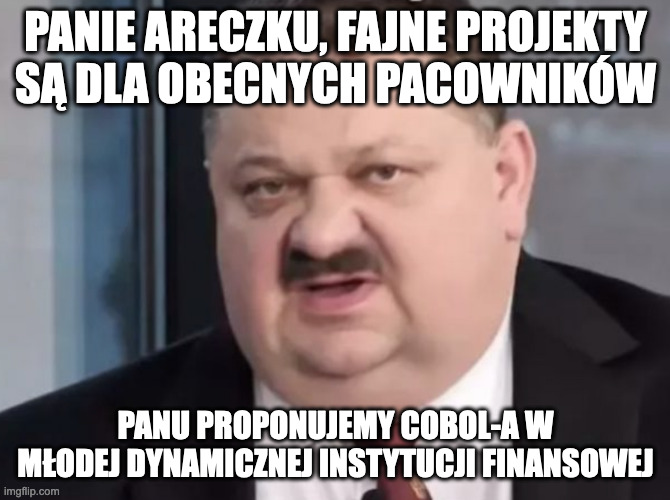 PANIE ARECZKU, FAJNE PROJEKTY
SĄ DLA OBECNYCH PACOWNIKÓW
PANU PROPONUJEMY COBOL-A W
MŁODEJ DYNAMICZNEJ INSTYTUCJI FINANSOWEJ
imgflip.com